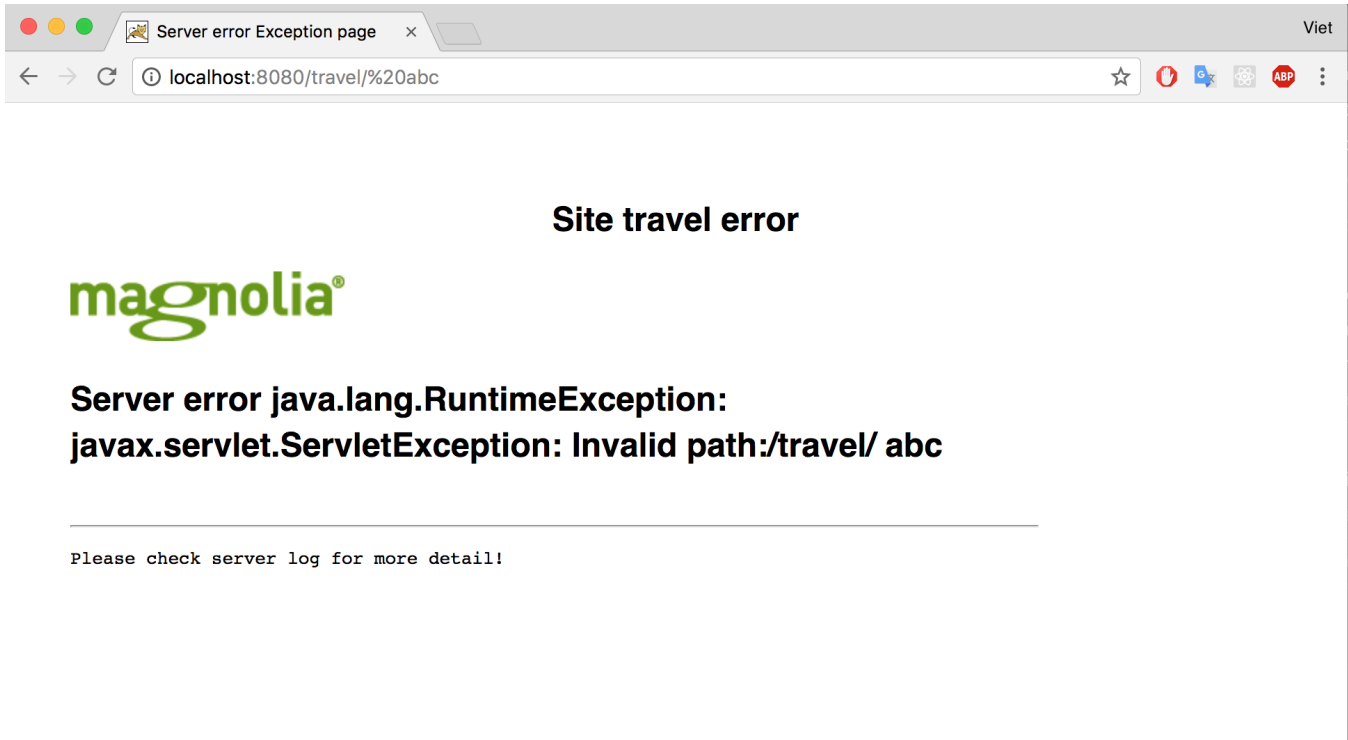 Server error Exception page
Viet
localhost:8080/travel/%20abc
ABP
Site travel error
magnolia®
Server error java.lang.RuntimeException:
javax.servlet.ServletException: Invalid path:/travel/ abc
Please check server log for more detail!